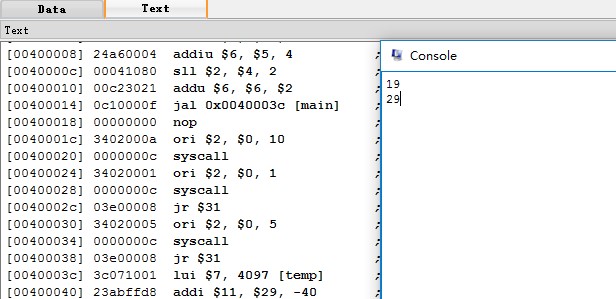 Data Text
Text
[00400008] 24a60004 addiu $6, $5, 4 ;
[0040000c] 00041080 sll $2, $4, 2 ;
[00400010] 00c23021 addu $6, $6, $2 ;
[00400014] 0c10000f jal 0x0040003c [main] ;
[00400018] 00000000 nop ;
[0040001c] 3402000a ori $2, $0, 10 ;
[00400020] 0000000c syscall ;
[00400024] 34020001 ori $2, $0, 1 ;
[00400028] 0000000c syscall ;
[0040002c] 03e00008 jr $31 ;
[00400030] 34020005 ori $2, $0, 5 ;
[00400034] 0000000c syscall ;
[00400038] 03e00008 jr $31 ;
[0040003c] 3c071001 lui $7, 4097 [temp] ;
[00400040] 23abffd8 addi $11, $29, -40 ;
Console
19
29